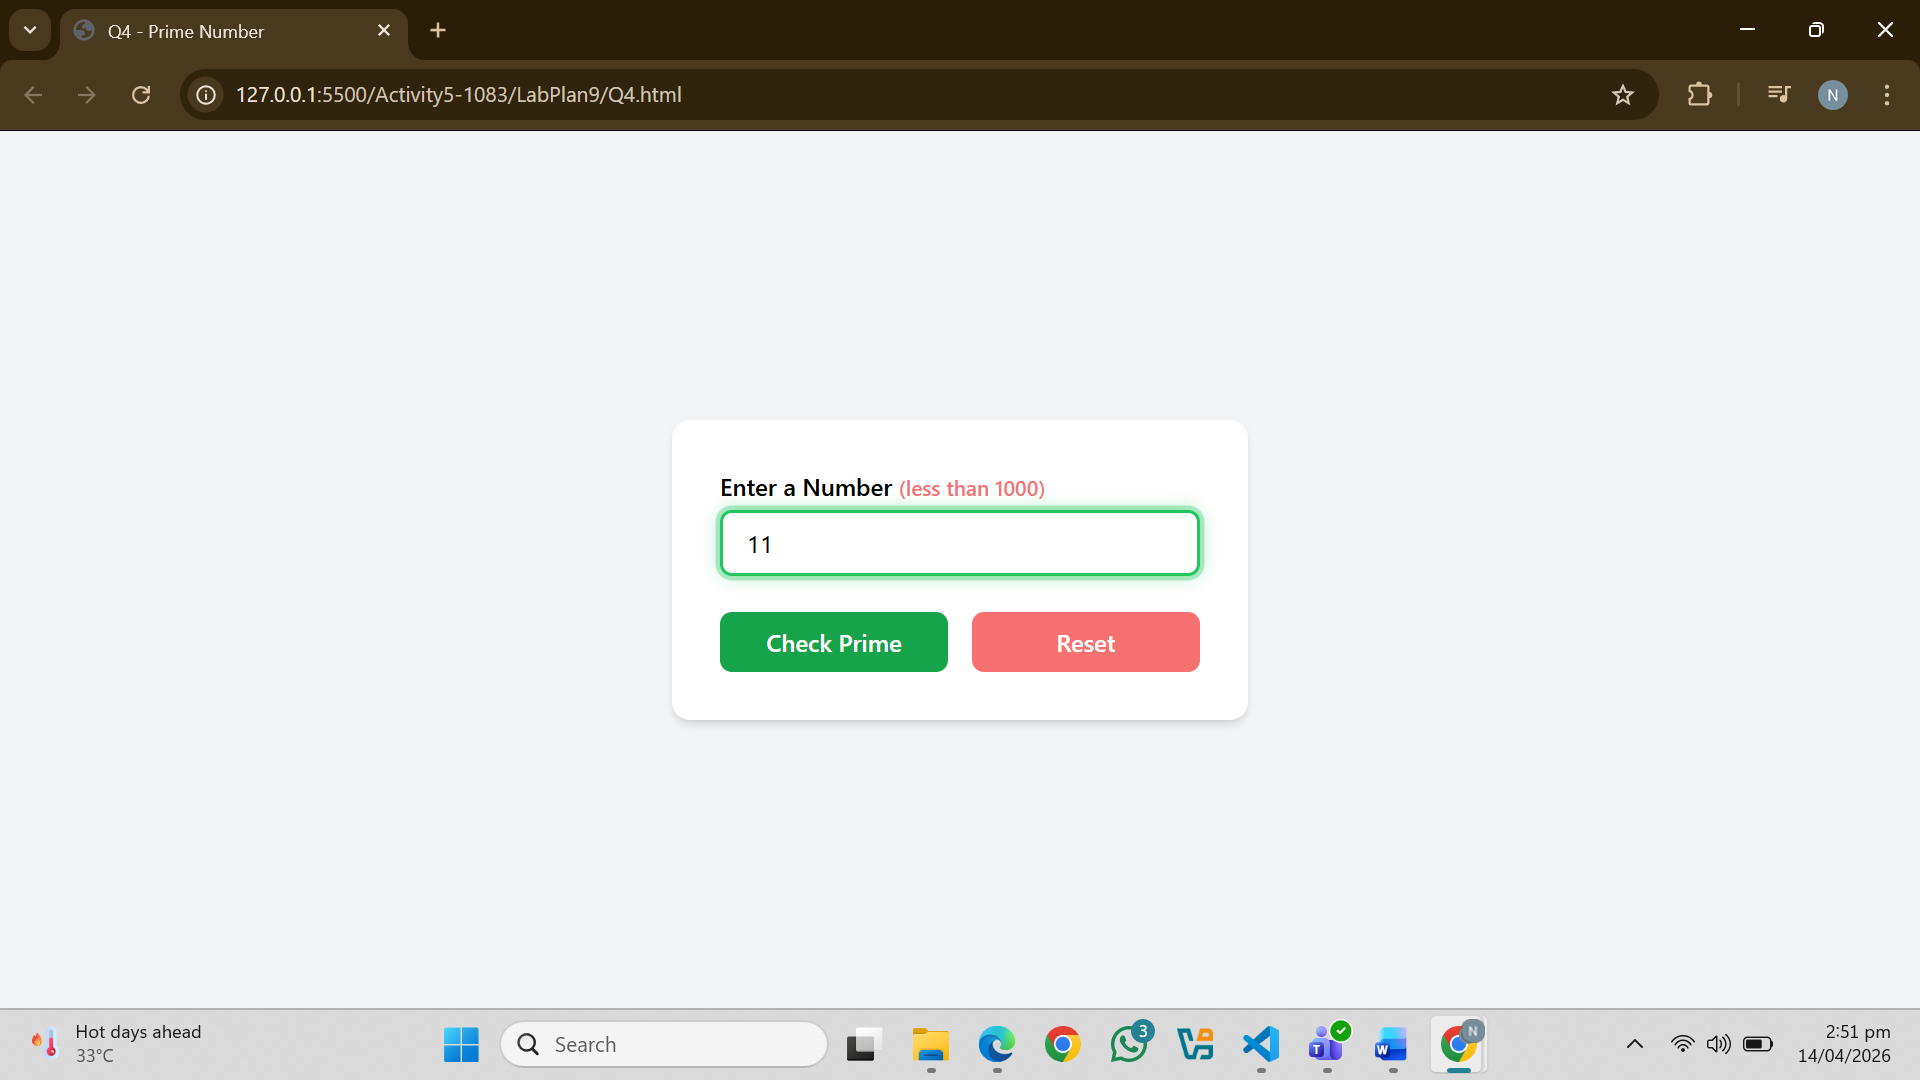 Q4 - Prime Number
127.0.0.1:5500/Activity5-1083/LabPlan9/Q4.html
N
Enter a Number (less than 1000)
11
Check Prime
Reset
Hot days ahead
33°C
Search
3
T
W
N
2:51 pm
14/04/2026